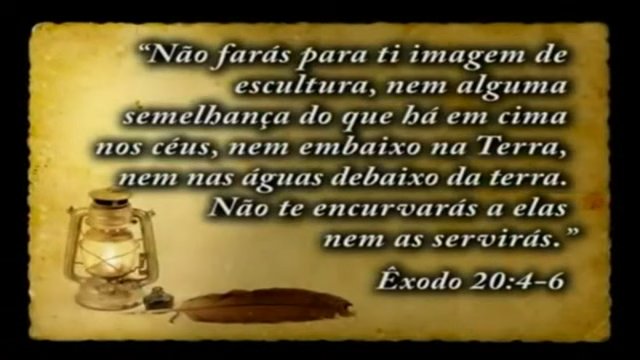 “Não farás para ti imagem de
escultura, nem alguma
semelhança do que há em cima
nos céus, nem embaixo na Terra,
nem nas águas debaixo da terra.
Não te encurvarás a elas
nem as servirás.”
Êxodo 20:4-6